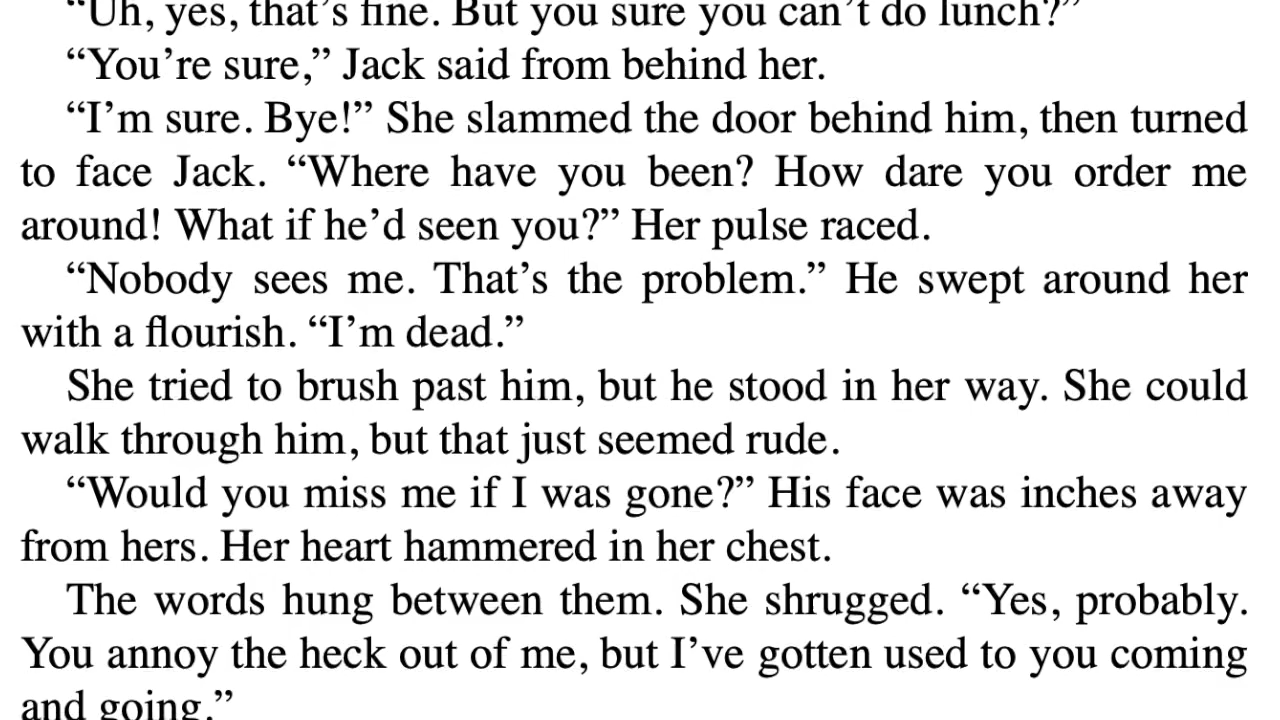 “Uh, yes, that’s fine. But you sure you can’t do lunch?”
“You’re sure,” Jack said from behind her.
“I’m sure. Bye!” She slammed the door behind him, then turned
to face Jack. “Where have you been? How dare you order me
around! What if he’d seen you?” Her pulse raced.
“Nobody sees me. That’s the problem.” He swept around her
with a flourish. “I’m dead.”
She tried to brush past him, but he stood in her way. She could
walk through him, but that just seemed rude.
“Would you miss me if I was gone?” His face was inches away
from hers. Her heart hammered in her chest.
The words hung between them. She shrugged. “Yes, probably.
You annoy the heck out of me, but I’ve gotten used to you coming
and going.”